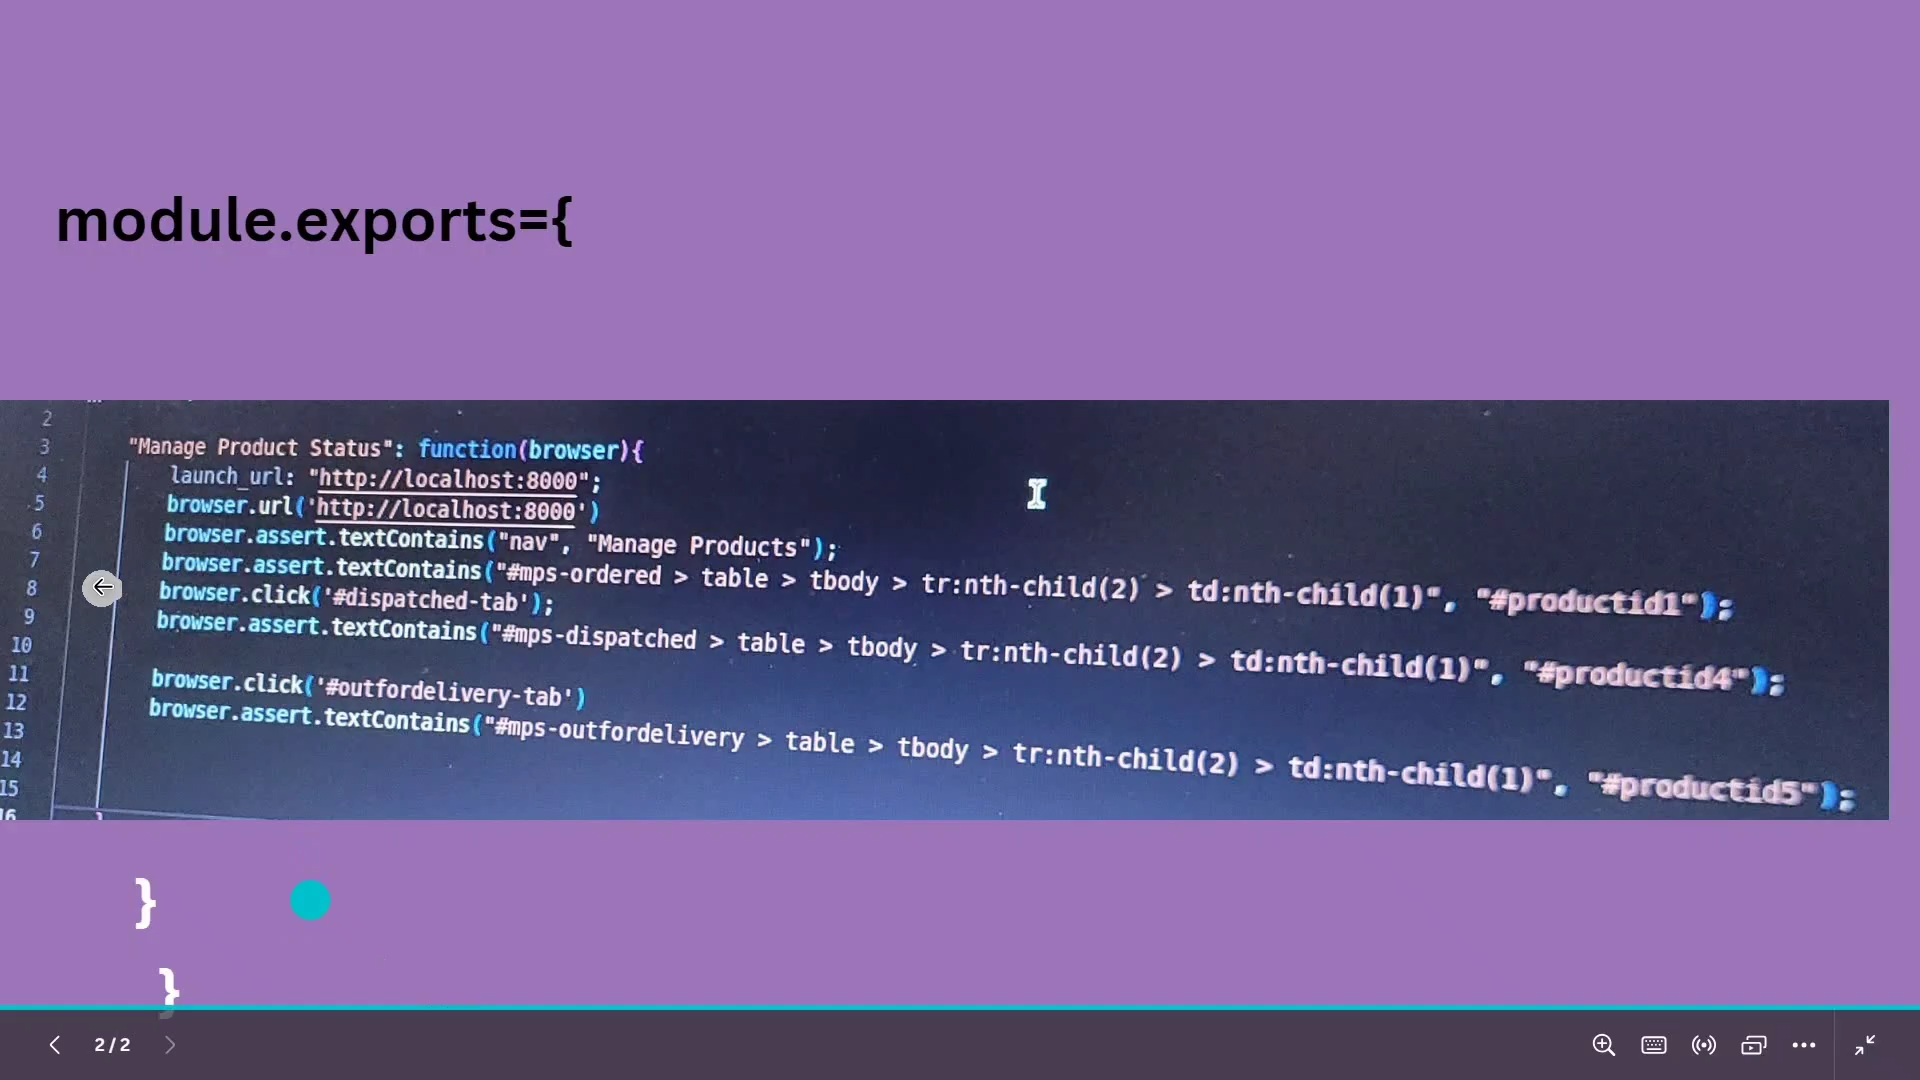 module.exports={
2
3 "Manage Product Status": function(browser){
4 launch_url: "http://localhost:8000";
5 browser.url('http://localhost:8000')
6 browser.assert.textContains("nav", "Manage Products");
7 browser.assert.textContains("#mps-ordered > table > tbody > tr:nth-child(2) > td:nth-child(1)", "#productid1");
8 browser.click('#dispatched-tab');
9 browser.assert.textContains("#mps-dispatched > table > tbody > tr:nth-child(2) > td:nth-child(1)", "#productid4");
10
11 browser.click('#outfordelivery-tab')
12 browser.assert.textContains("#mps-outfordelivery > table > tbody > tr:nth-child(2) > td:nth-child(1)", "#productid5");
13
14
15
16 }
}
}
2/2